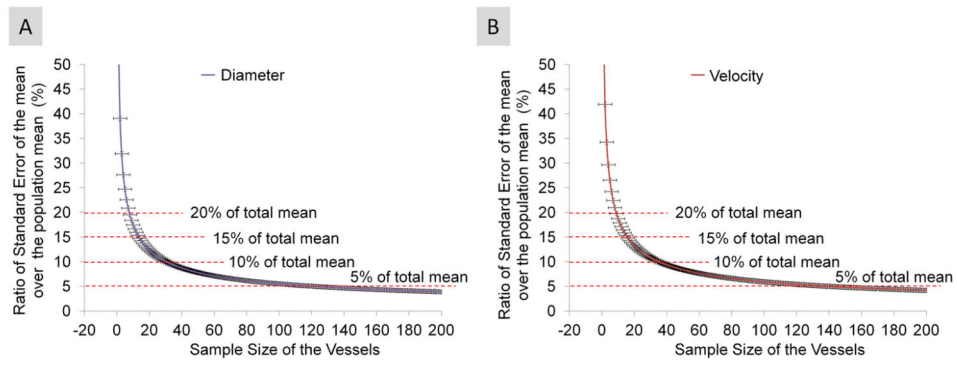 A
Ratio of Standard Error of the mean
over the population mean (%)
50
45
40
35
30
25
20
15
10
5
0
Diameter
20% of total mean
15% of total mean
10% of total mean
5% of total mean
-20 0 20 40 60 80 100 120 140 160 180 200
Sample Size of the Vessels
B
Ratio of Standard Error of the mean
over the population mean (%)
50
45
40
35
30
25
20
15
10
5
0
Velocity
20% of total mean
15% of total mean
10% of total mean
5% of total mean
-20 0 20 40 60 80 100 120 140 160 180 200
Sample Size of the Vessels